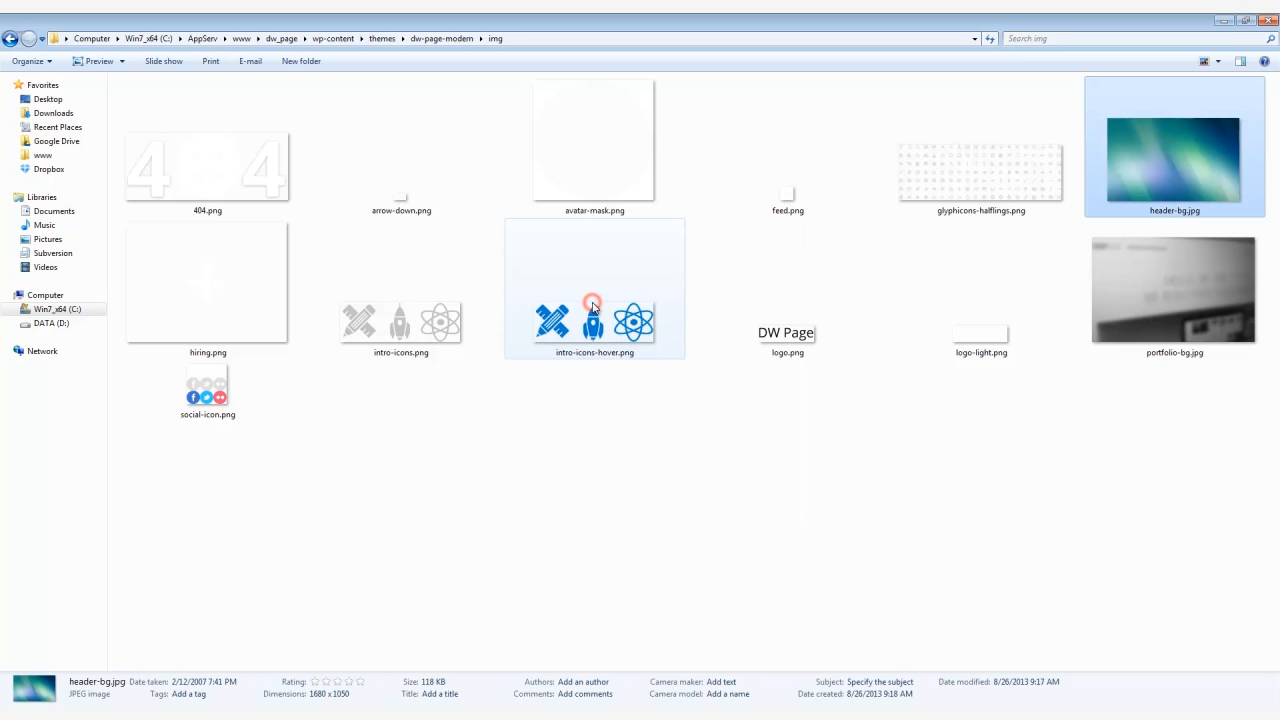 Computer Win7_x64 (C:) AppServ www dw_page wp-content themes dw-page-modern img
Search img
Organize Preview Slide show Print E-mail New folder
Favorites
Desktop
Downloads
Recent Places
Google Drive
www
Dropbox
Libraries
Documents
Music
Pictures
Subversion
Videos
Computer
Win7_x64 (C:)
DATA (D:)
Network
404
404.png arrow-down.png avatar-mask.png feed.png glyphicons-halflings.png header-bg.jpg
DW Page
hiring.png intro-icons.png intro-icons-hover.png logo.png logo-light.png portfolio-bg.jpg
social-icon.png
header-bg.jpg Date taken: 2/12/2007 7:41 PM Rating: Size: 118 KB Authors: Add an author Camera maker: Add text Subject: Specify the subject Date modified: 8/26/2013 9:17 AM
JPEG image Tags: Add a tag Dimensions: 1680 x 1050 Title: Add a title Comments: Add comments Camera model: Add a name Date created: 8/26/2013 9:18 AM